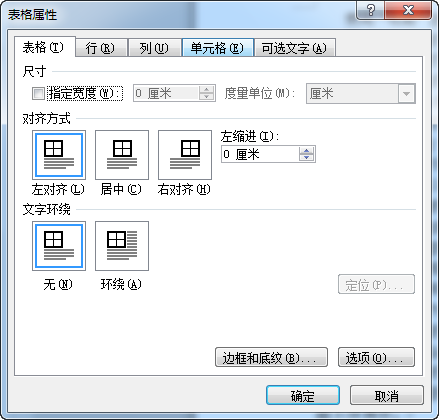 表格属性
表格(T) 行(R) 列(U) 单元格(E) 可选文字(A)
尺寸
指定宽度(W): 0 厘米 度量单位(M): 厘米
对齐方式
左缩进(I):
0 厘米
左对齐(L) 居中(C) 右对齐(H)
文字环绕
无(N) 环绕(A)
定位(P)...
边框和底纹(B)... 选项(O)...
确定 取消